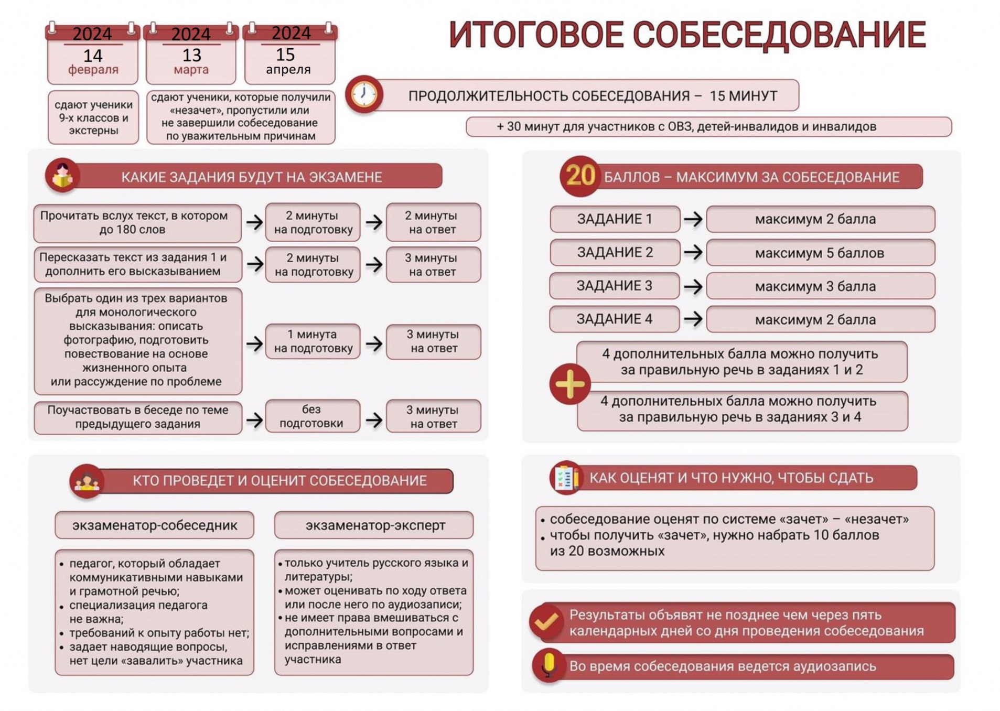 2024
14
февраля
2024
13
марта
2024
15
апреля
сдают ученики
9-х классов и
экстерны
сдают ученики, которые получили
«незачет», пропустили или
не завершили собеседование
по уважительным причинам
ИТОГОВОЕ СОБЕСЕДОВАНИЕ
ПРОДОЛЖИТЕЛЬНОСТЬ СОБЕСЕДОВАНИЯ – 15 МИНУТ
+ 30 минут для участников с ОВЗ, детей-инвалидов и инвалидов
КАКИЕ ЗАДАНИЯ БУДУТ НА ЭКЗАМЕНЕ
Прочитать вслух текст, в котором
до 180 слов
2 минуты
на подготовку
2 минуты
на ответ
Пересказать текст из задания 1 и
дополнить его высказыванием
2 минуты
на подготовку
3 минуты
на ответ
Выбрать один из трех вариантов
для монологического
высказывания: описать
фотографию, подготовить
повествование на основе
жизненного опыта
или рассуждение по проблеме
1 минута
на подготовку
3 минуты
на ответ
Поучаствовать в беседе по теме
предыдущего задания
без
подготовки
3 минуты
на ответ
20 БАЛЛОВ – МАКСИМУМ ЗА СОБЕСЕДОВАНИЕ
ЗАДАНИЕ 1
максимум 2 балла
ЗАДАНИЕ 2
максимум 5 баллов
ЗАДАНИЕ 3
максимум 3 балла
ЗАДАНИЕ 4
максимум 2 балла
4 дополнительных балла можно получить
за правильную речь в заданиях 1 и 2
4 дополнительных балла можно получить
за правильную речь в заданиях 3 и 4
КТО ПРОВЕДЕТ И ОЦЕНИТ СОБЕСЕДОВАНИЕ
экзаменатор-собеседник
• педагог, который обладает
коммуникативными навыками
и грамотной речью;
• специализация педагога
не важна;
• требований к опыту работы нет;
• задает наводящие вопросы,
нет цели «завалить» участника
экзаменатор-эксперт
• только учитель русского языка и
литературы;
• может оценивать по ходу ответа
или после него по аудиозаписи;
• не имеет права вмешиваться с
дополнительными вопросами и
исправлениями в ответ
участника
КАК ОЦЕНЯТ И ЧТО НУЖНО, ЧТОБЫ СДАТЬ
• собеседование оценят по системе «зачет» – «незачет»
• чтобы получить «зачет», нужно набрать 10 баллов
из 20 возможных
Результаты объявят не позднее чем через пять
календарных дней со дня проведения собеседования
Во время собеседования ведется аудиозапись